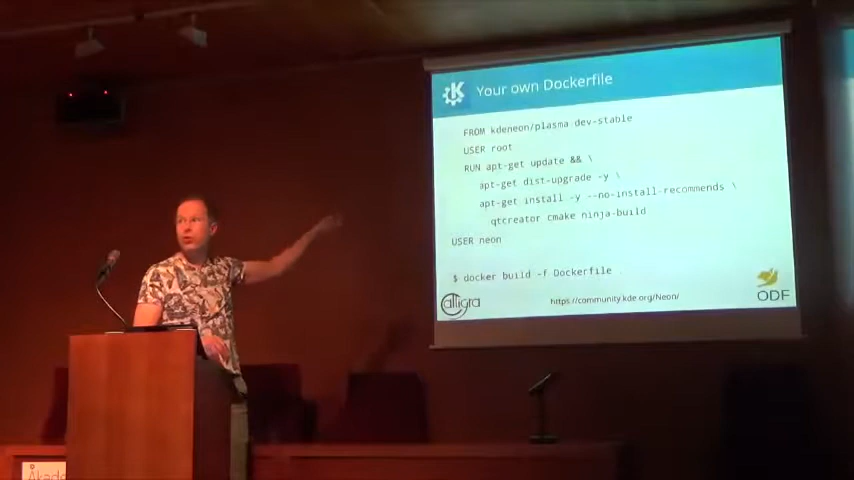 Your own Dockerfile
FROM kdeneon/plasma dev-stable
USER root
RUN apt-get update && \
apt-get dist-upgrade -y \
apt-get install -y --no-install-recommends \
qtcreator cmake ninja-build
USER neon
$ docker build -f Dockerfile .
Calligra
https://community.kde.org/Neon/
ODF